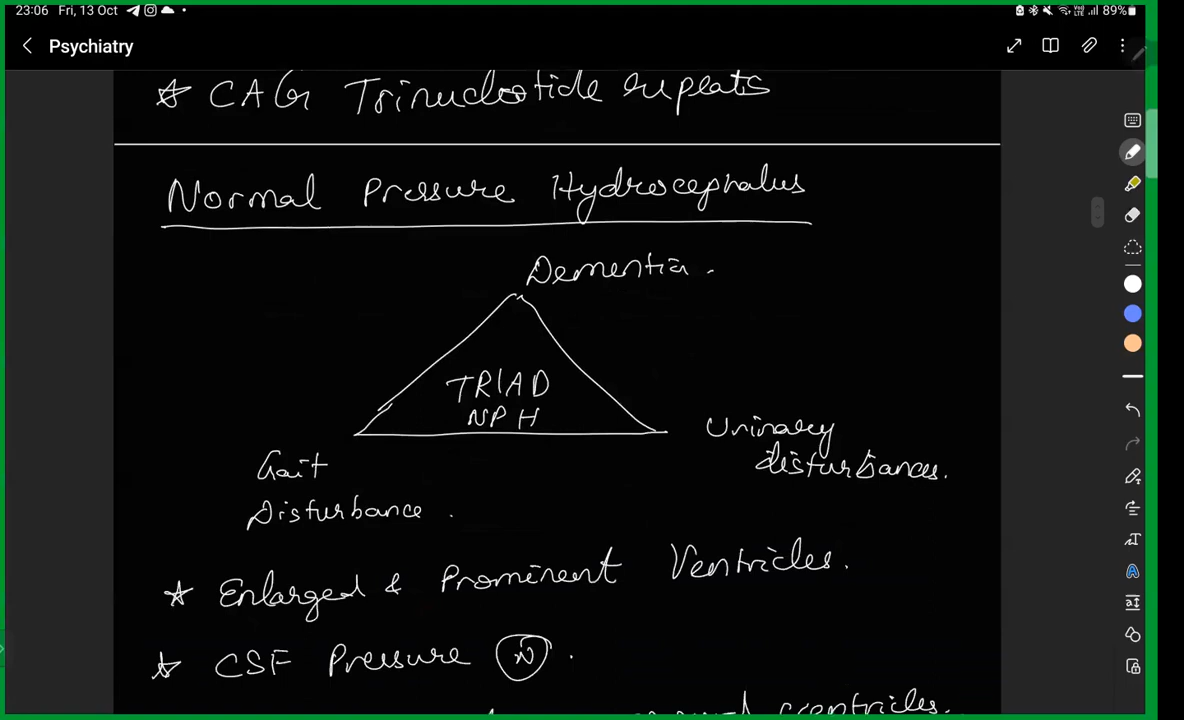 23:06 Fri, 13 Oct
89%
Psychiatry
☆ CAG Trinucleotide repeats
Normal Pressure Hydrocephalus
Dementia.
TRIAD
NPH
Urinary
disturbances.
Gait
Disturbance.
☆ Enlarged & Prominent Ventricles.
☆ CSF Pressure N.
ventricles.